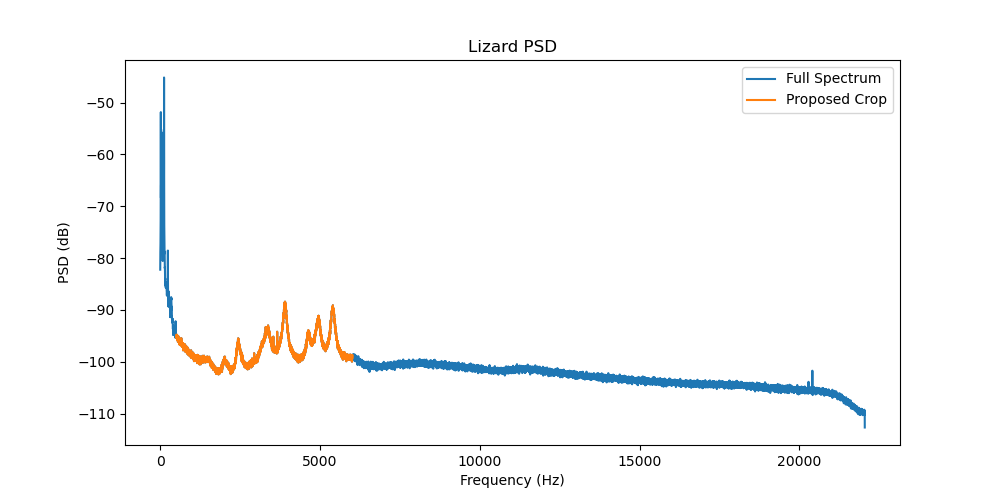 Lizard PSD
Full Spectrum
Proposed Crop
−50
−60
−70
−80
−90
−100
−110
PSD (dB)
0
5000
10000
15000
20000
Frequency (Hz)